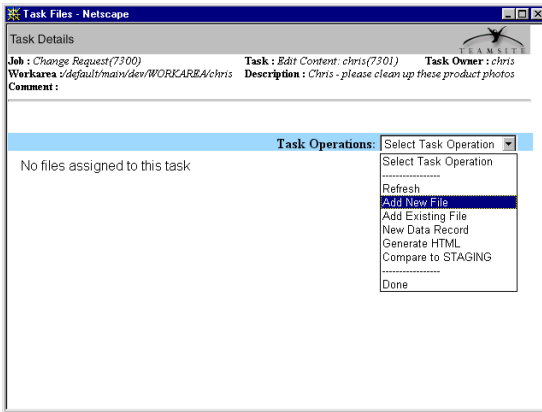 Task Files - Netscape
Task Details
TEAMSITE
Job : Change Request(7300) Task : Edit Content: chris(7301) Task Owner : chris
Workarea :/default/main/dev/WORKAREA/chris Description : Chris - please clean up these product photos
Comment :
Task Operations: Select Task Operation
No files assigned to this task
Select Task Operation
----------------
Refresh
Add New File
Add Existing File
New Data Record
Generate HTML
Compare to STAGING
----------------
Done